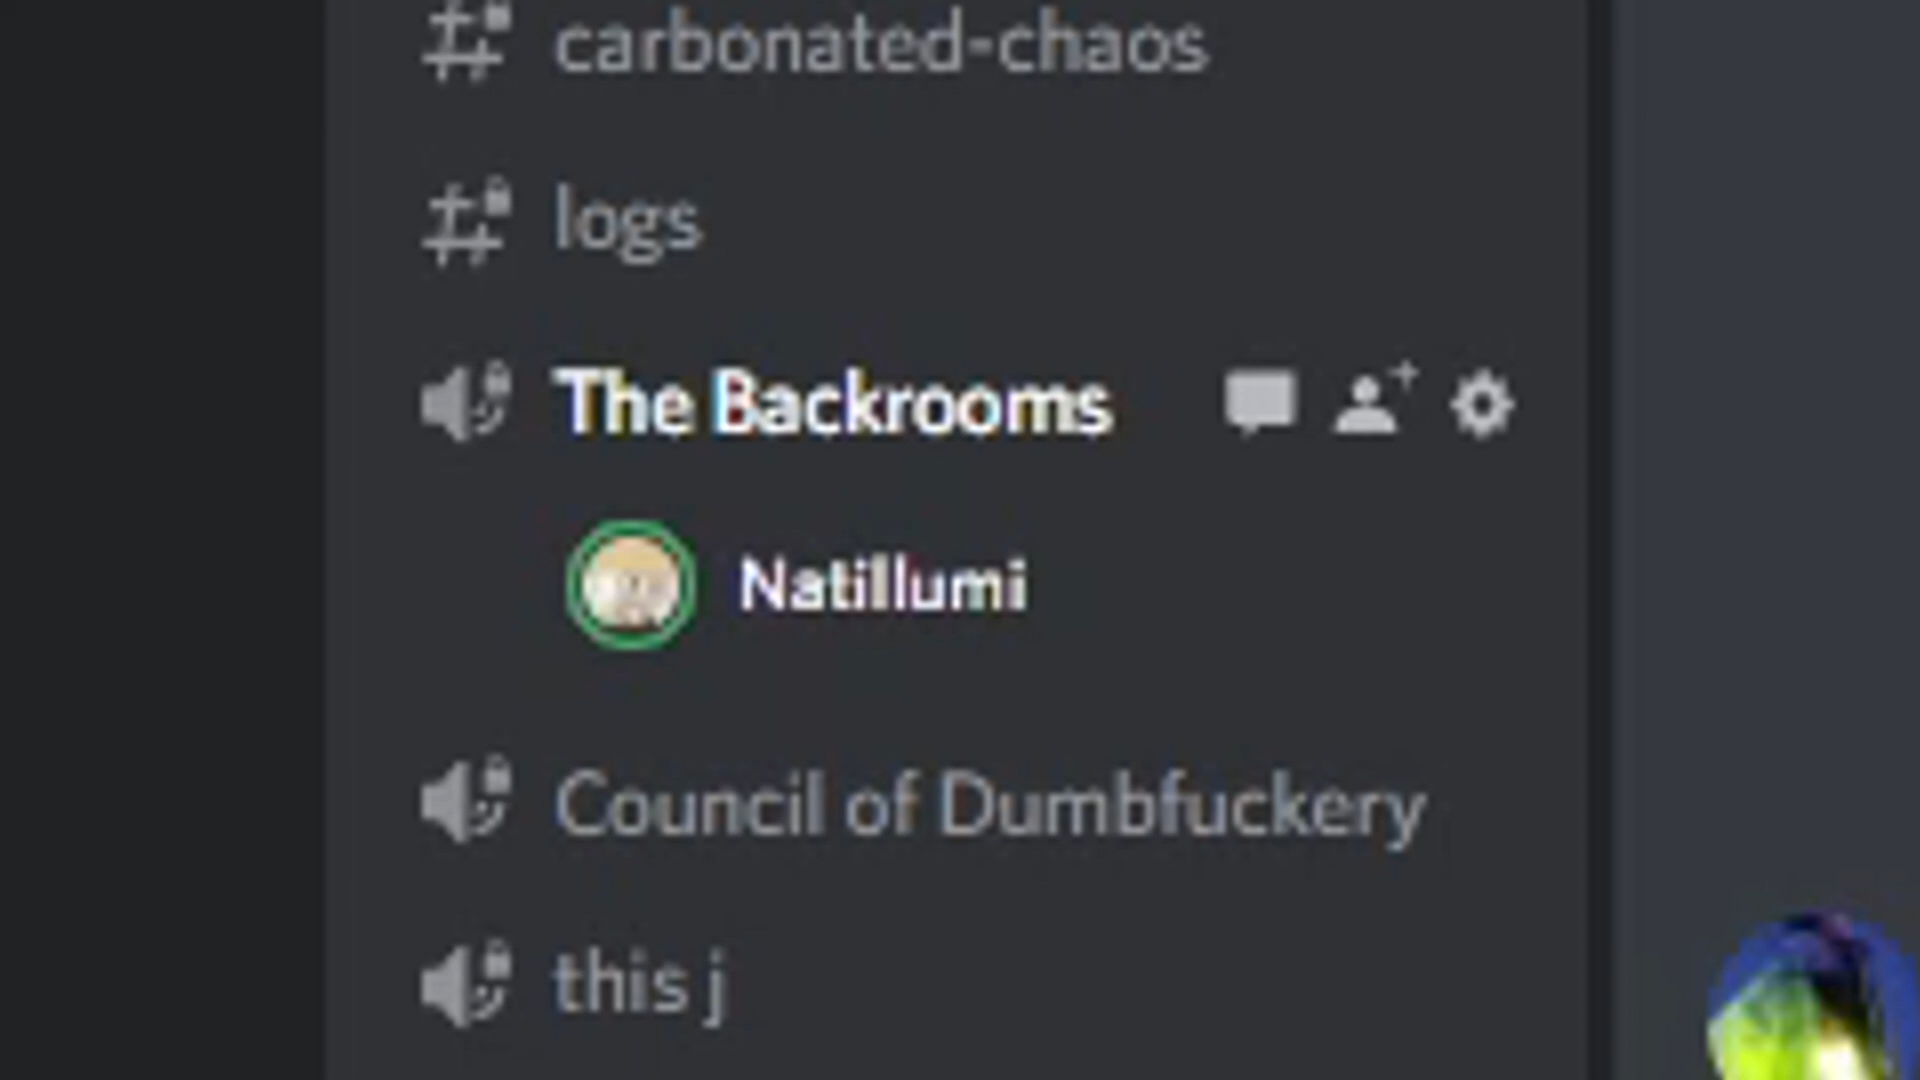 carbonated-chaos
logs
The Backrooms
Natillumi
Council of Dumbfuckery
this j